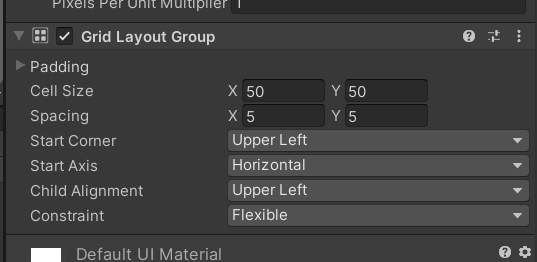 Pixels Per Unit Multiplier 1
Grid Layout Group
Padding
Cell Size X 50 Y 50
Spacing X 5 Y 5
Start Corner Upper Left
Start Axis Horizontal
Child Alignment Upper Left
Constraint Flexible
Default UI Material